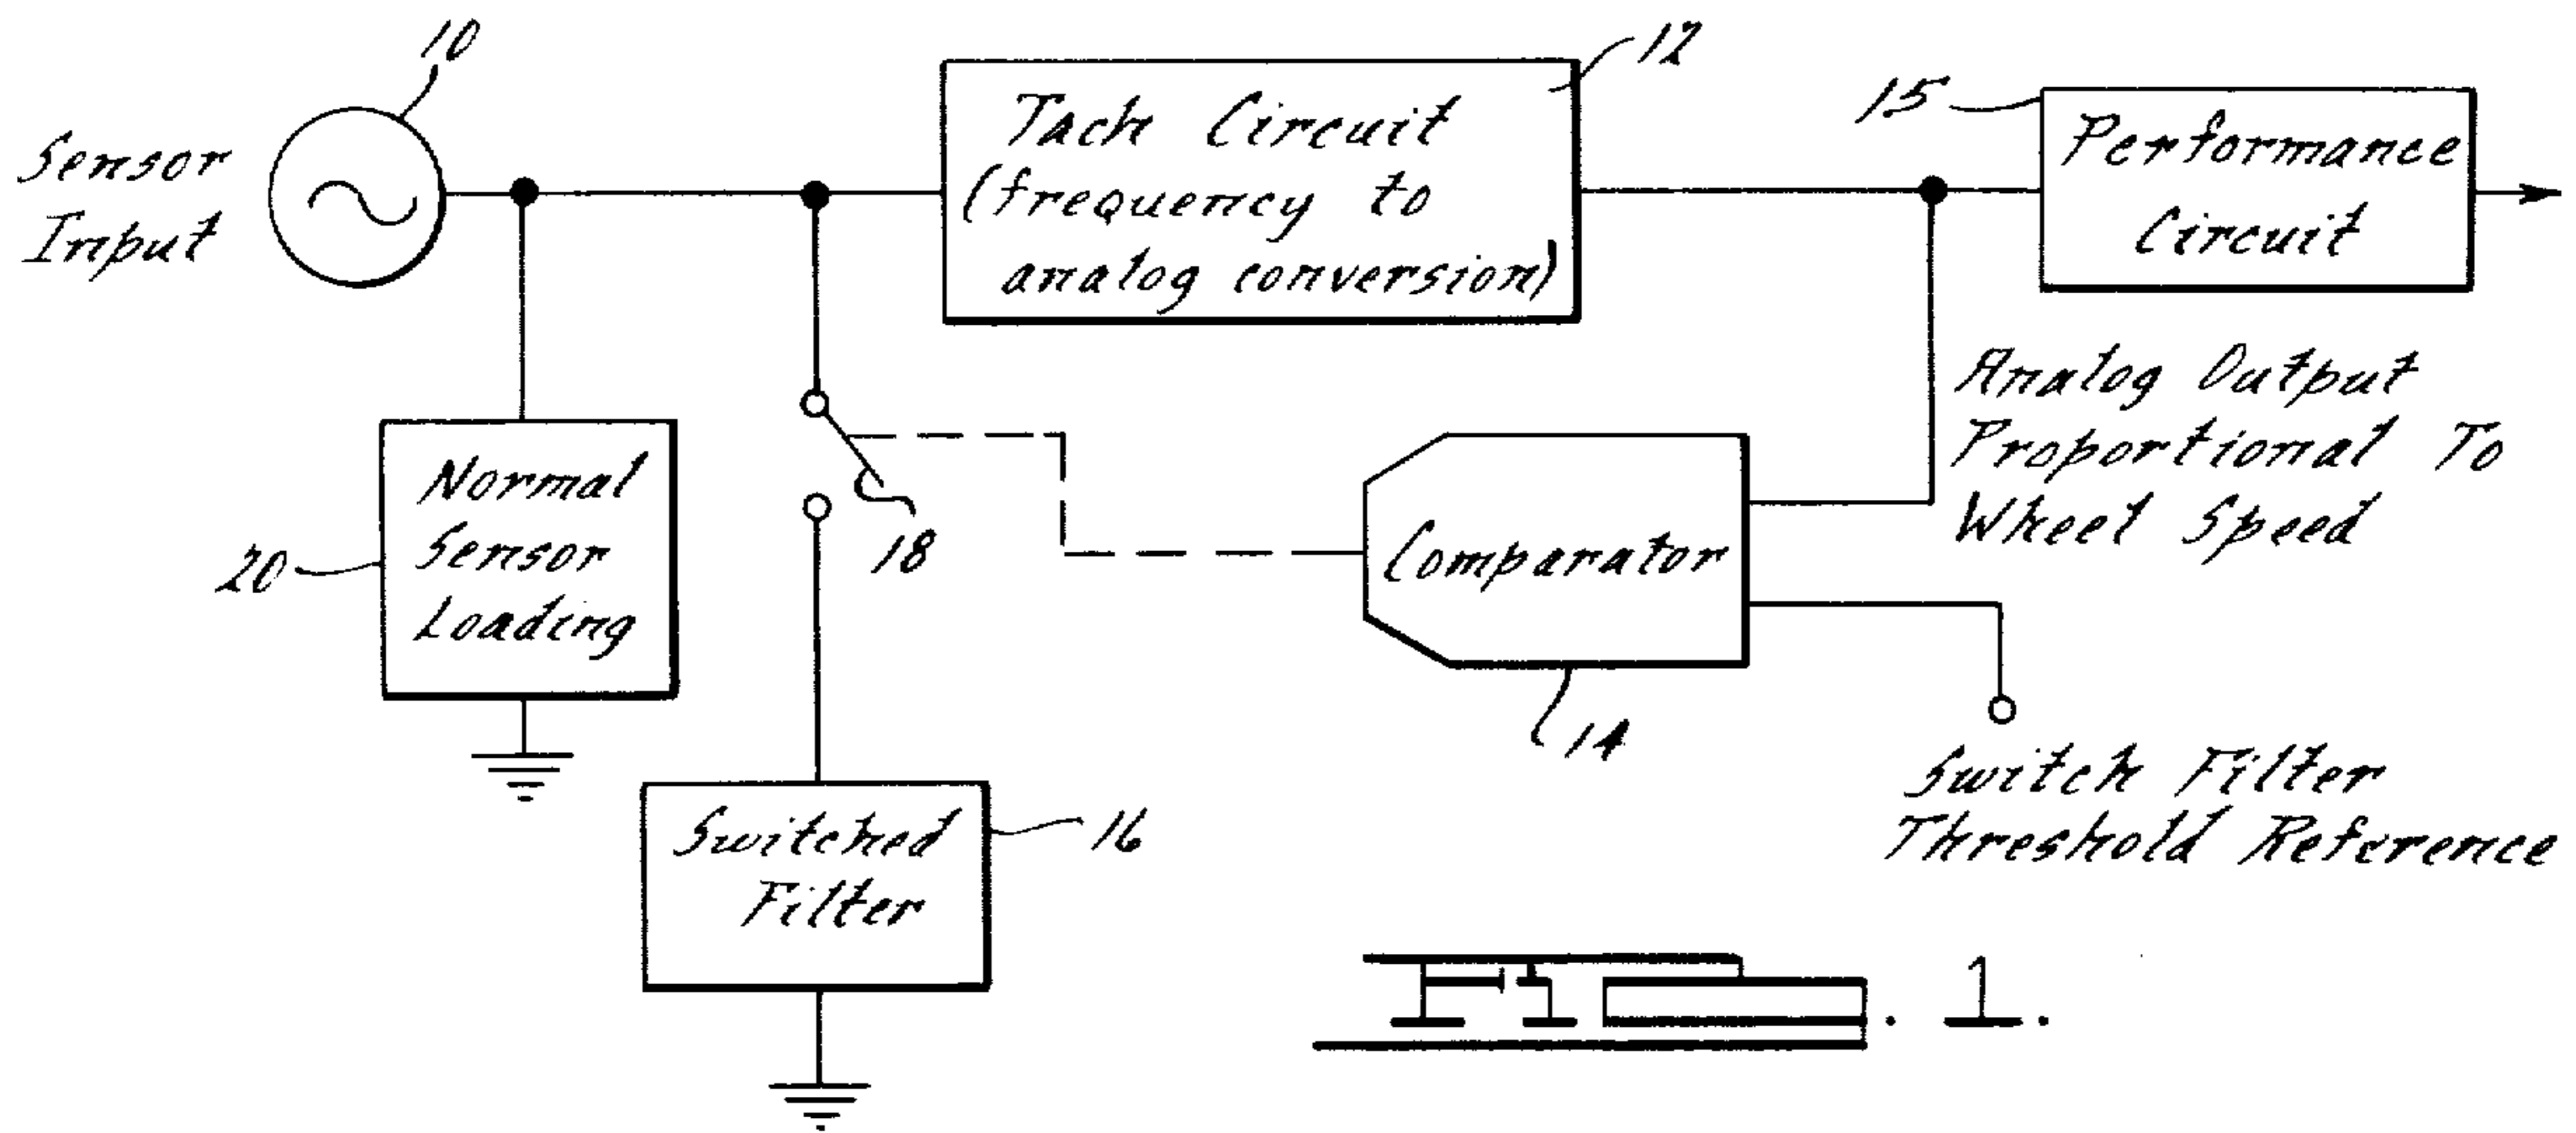 10
Sensor
Input
Tach Circuit
(frequency to
analog conversion)
12
15
Performance
Circuit
Analog Output
Proportional To
Wheel Speed
Normal
Sensor
Loading
20
18
Comparator
14
Switch Filter
Threshold Reference
Switched
Filter
16
Fig. 1.